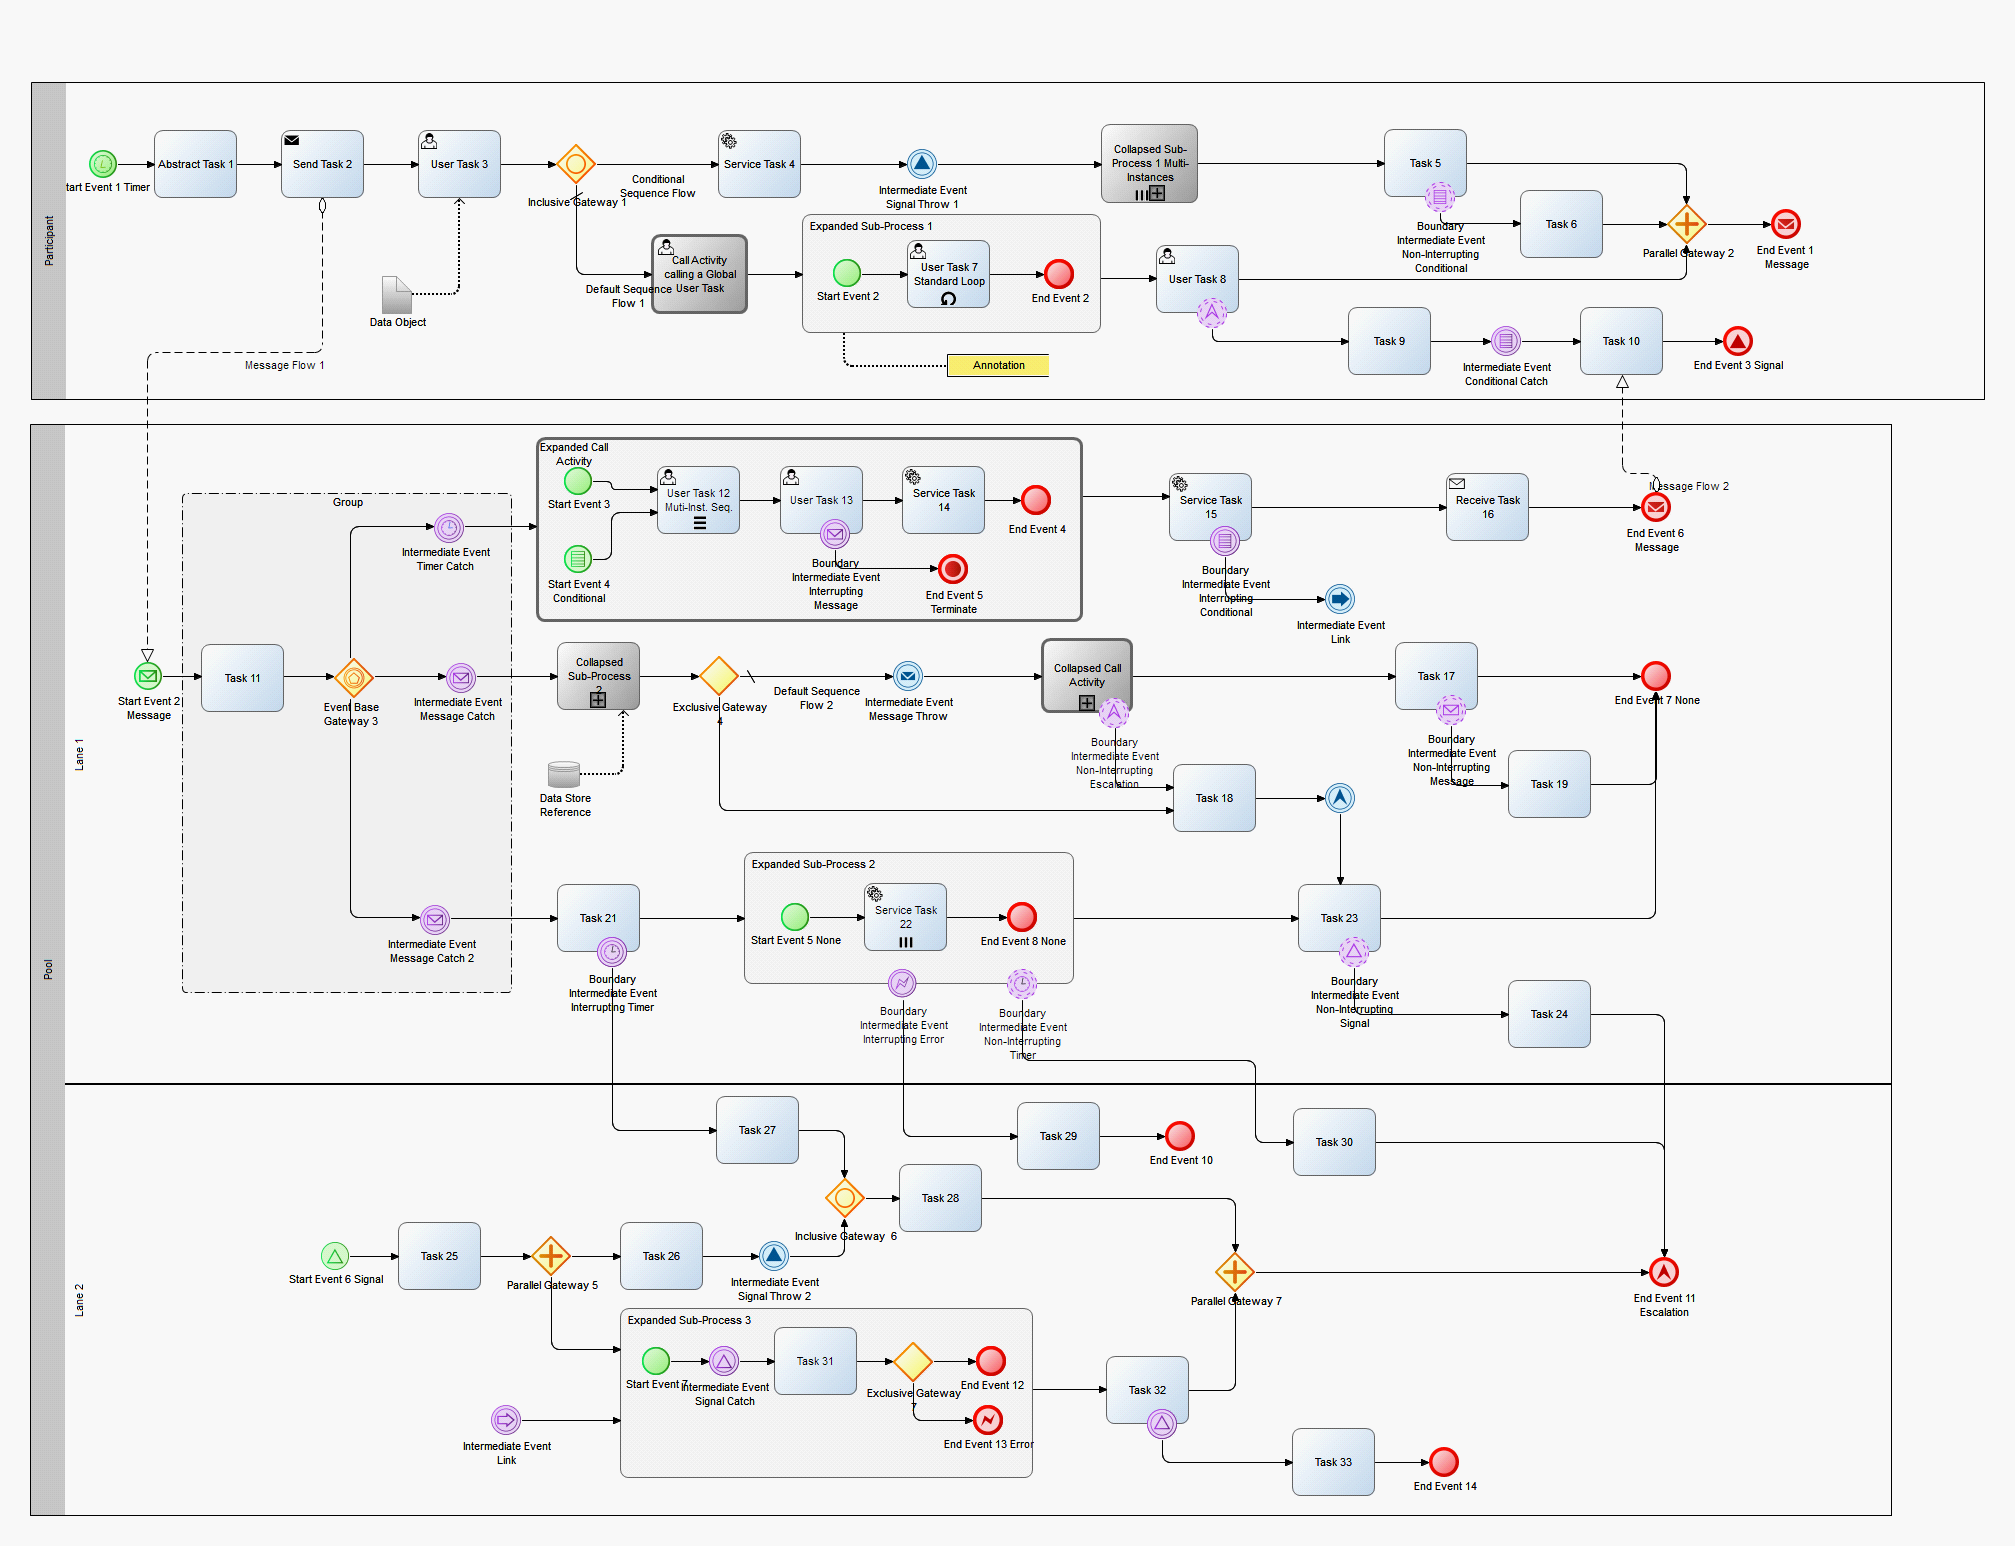 Participant
tart Event 1 Timer
Abstract Task 1
Send Task 2
User Task 3
Inclusive Gateway 1
Conditional
Sequence Flow
Service Task 4
Intermediate Event
Signal Throw 1
Collapsed Sub-
Process 1 Multi-
Instances
Task 5
Boundary
Intermediate Event
Non-Interrupting
Conditional
Task 6
Parallel Gateway 2
End Event 1
Message
Data Object
Message Flow 1
Default Sequence
Flow 1
Call Activity
calling a Global
User Task
Expanded Sub-Process 1
Start Event 2
User Task 7
Standard Loop
End Event 2
Annotation
User Task 8
Task 9
Intermediate Event
Conditional Catch
Task 10
End Event 3 Signal
Pool
Lane 1
Group
Start Event 2
Message
Task 11
Event Base
Gateway 3
Intermediate Event
Timer Catch
Intermediate Event
Message Catch
Intermediate Event
Message Catch 2
Expanded Call
Activity
Start Event 3
Start Event 4
Conditional
User Task 12
Muti-Inst. Seq.
User Task 13
Boundary
Intermediate Event
Interrupting
Message
Service Task
14
End Event 4
End Event 5
Terminate
Service Task
15
Boundary
Intermediate Event
Interrupting
Conditional
Intermediate Event
Link
Receive Task
16
Message Flow 2
End Event 6
Message
Collapsed
Sub-Process
2
Data Store
Reference
Exclusive Gateway
4
Default Sequence
Flow 2
Intermediate Event
Message Throw
Collapsed Call
Activity
Boundary
Intermediate Event
Non-Interrupting
Escalation
Task 17
Boundary
Intermediate Event
Non-Interrupting
Message
End Event 7 None
Task 18
Task 19
Task 21
Boundary
Intermediate Event
Interrupting Timer
Expanded Sub-Process 2
Start Event 5 None
Service Task
22
End Event 8 None
Boundary
Intermediate Event
Interrupting Error
Boundary
Intermediate Event
Non-Interrupting
Timer
Task 23
Boundary
Intermediate Event
Non-Interrupting
Signal
Task 24
Lane 2
Task 27
Task 29
End Event 10
Task 30
Inclusive Gateway 6
Task 28
Start Event 6 Signal
Task 25
Parallel Gateway 5
Task 26
Intermediate Event
Signal Throw 2
Parallel Gateway 7
End Event 11
Escalation
Expanded Sub-Process 3
Start Event 7
Intermediate Event
Signal Catch
Task 31
Exclusive Gateway
7
End Event 12
End Event 13 Error
Intermediate Event
Link
Task 32
Task 33
End Event 14